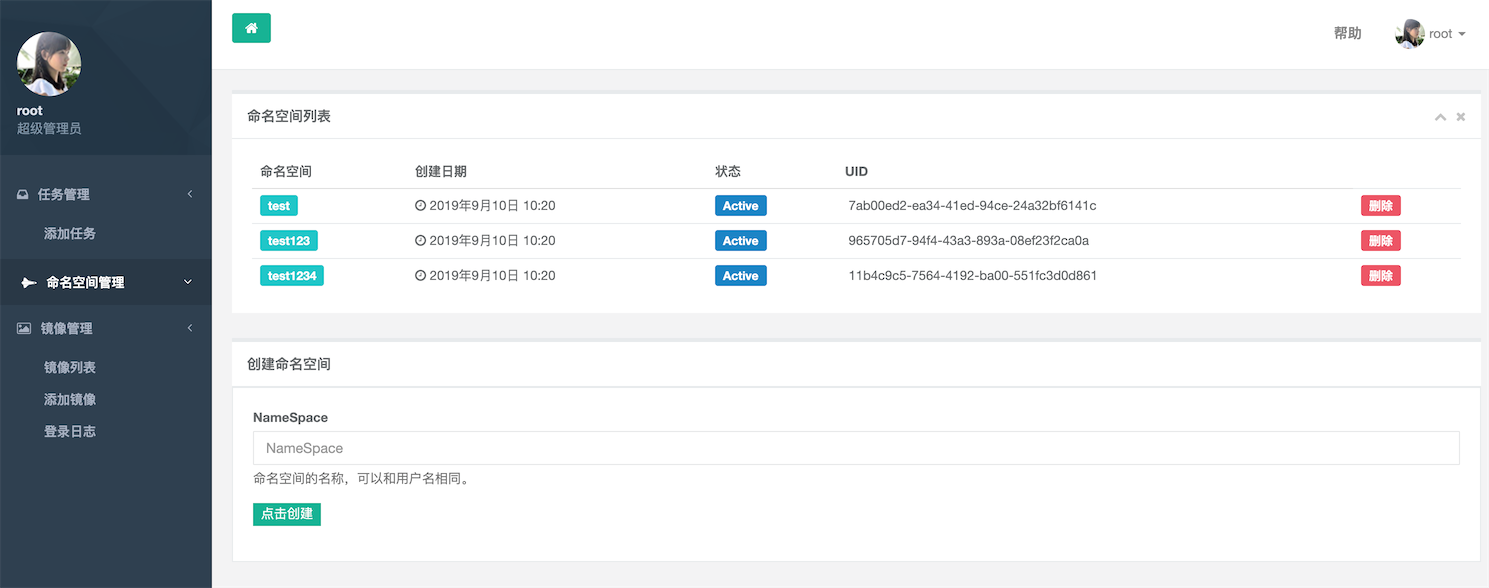 root
超级管理员
任务管理
添加任务
命名空间管理
镜像管理
镜像列表
添加镜像
登录日志
帮助 root
命名空间列表
命名空间 创建日期 状态 UID
test 2019年9月10日 10:20 Active 7ab00ed2-ea34-41ed-94ce-24a32bf6141c 删除
test123 2019年9月10日 10:20 Active 965705d7-94f4-43a3-893a-08ef23f2ca0a 删除
test1234 2019年9月10日 10:20 Active 11b4c9c5-7564-4192-ba00-551fc3d0d861 删除
创建命名空间
NameSpace
NameSpace
命名空间的名称，可以和用户名相同。
点击创建